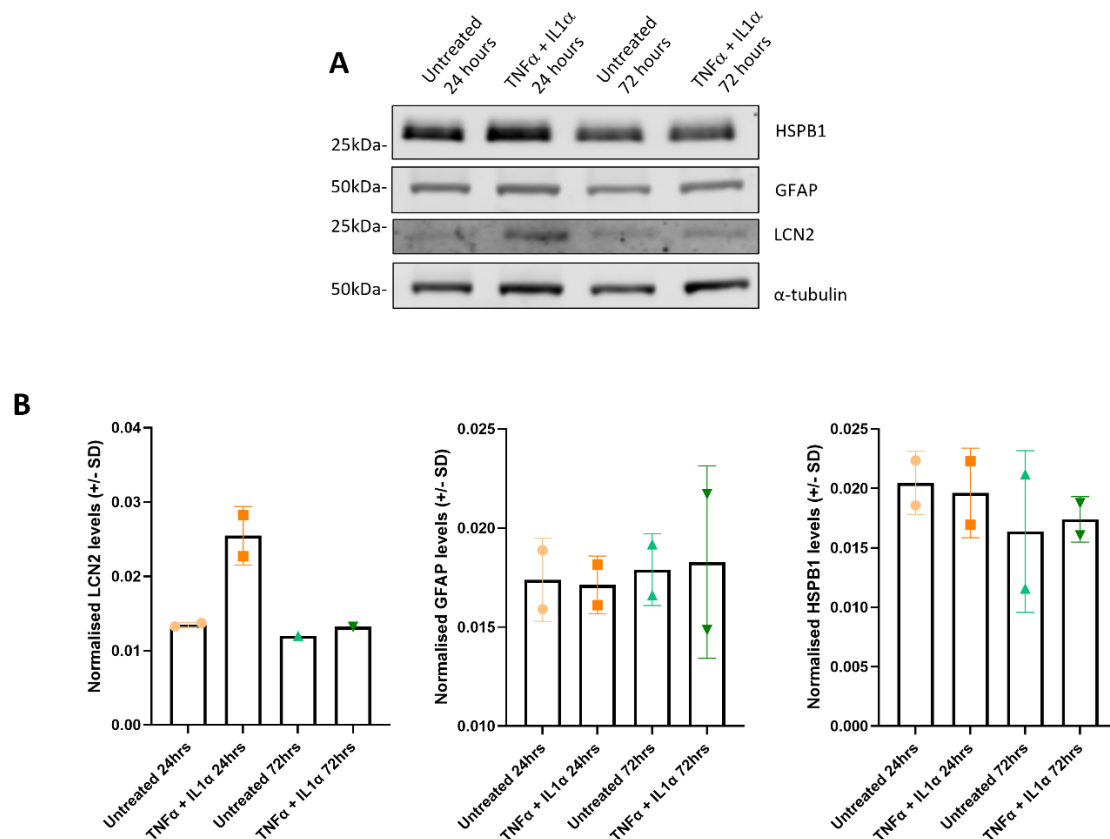 A
Untreated
24 hours
TNFα + IL1α
24 hours
Untreated
72 hours
TNFα + IL1α
72 hours
25kDa-
HSPB1
50kDa-
GFAP
25kDa-
LCN2
50kDa-
α-tubulin
B
Normalised LCN2 levels (+/- SD)
0.04
0.03
0.02
0.01
0.00
Untreated 24hrs
TNFα + IL1α 24hrs
Untreated 72hrs
TNFα + IL1α 72hrs
Normalised GFAP levels (+/- SD)
0.025
0.020
0.015
0.010
Untreated 24hrs
TNFα + IL1α 24hrs
Untreated 72hrs
TNFα + IL1α 72hrs
Normalised HSPB1 levels (+/- SD)
0.025
0.020
0.015
0.010
0.005
0.000
Untreated 24hrs
TNFα + IL1α 24hrs
Untreated 72hrs
TNFα + IL1α 72hrs